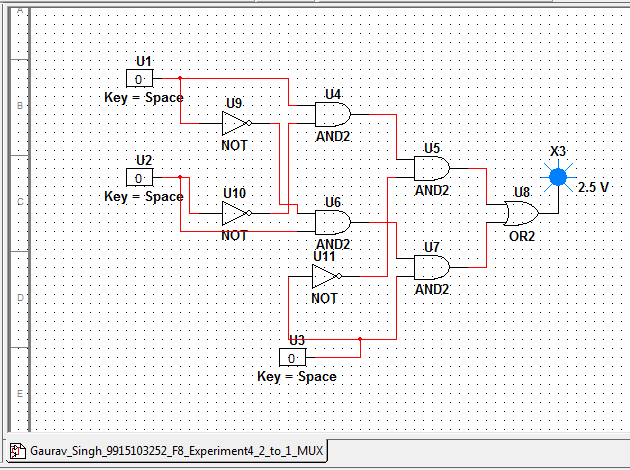 A
B
C
D
E
U1
0
Key = Space
U9
NOT
U4
AND2
U2
0
Key = Space
U10
NOT
U5
AND2
X3
2.5 V
U6
AND2
U8
OR2
U11
NOT
U7
AND2
U3
0
Key = Space
Gaurav_Singh_9915103252_F8_Experiment4_2_to_1_MUX